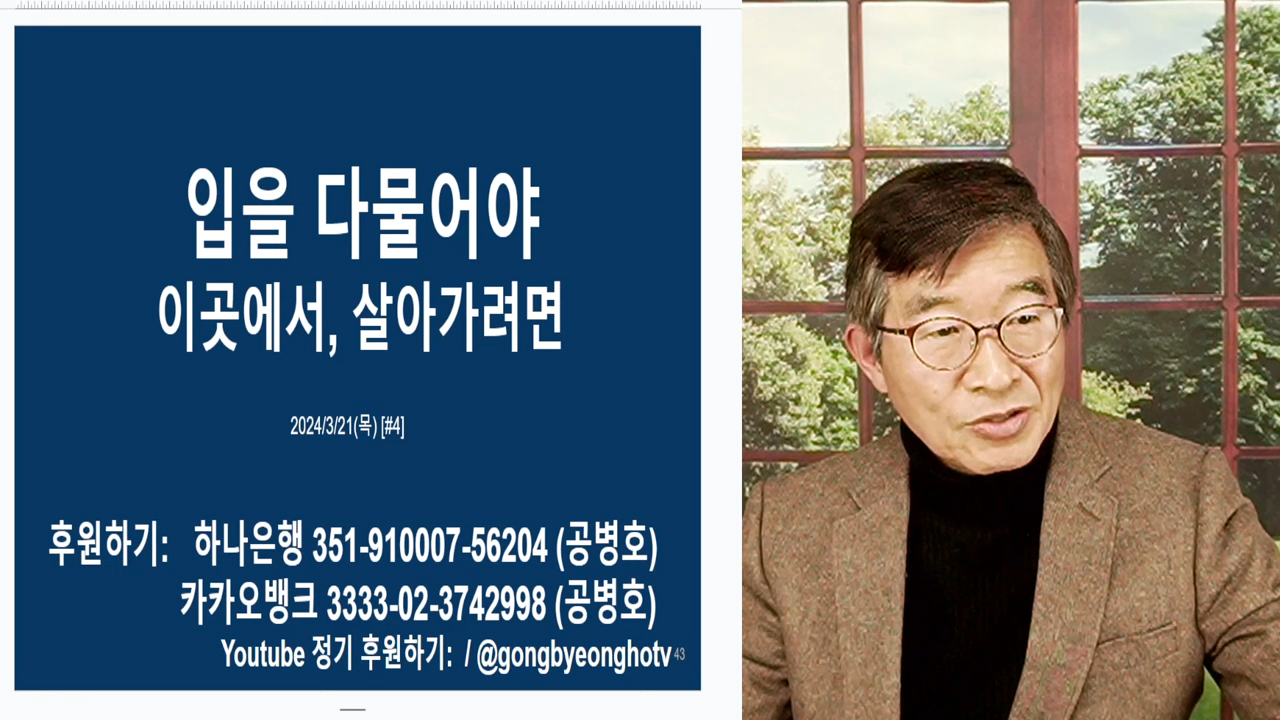 입을 다물어야
이곳에서, 살아가려면
2024/3/21(목) [#4]
후원하기: 하나은행 351-910007-56204 (공병호)
카카오뱅크 3333-02-3742998 (공병호)
Youtube 정기 후원하기: / @gongbyeonghotv 43